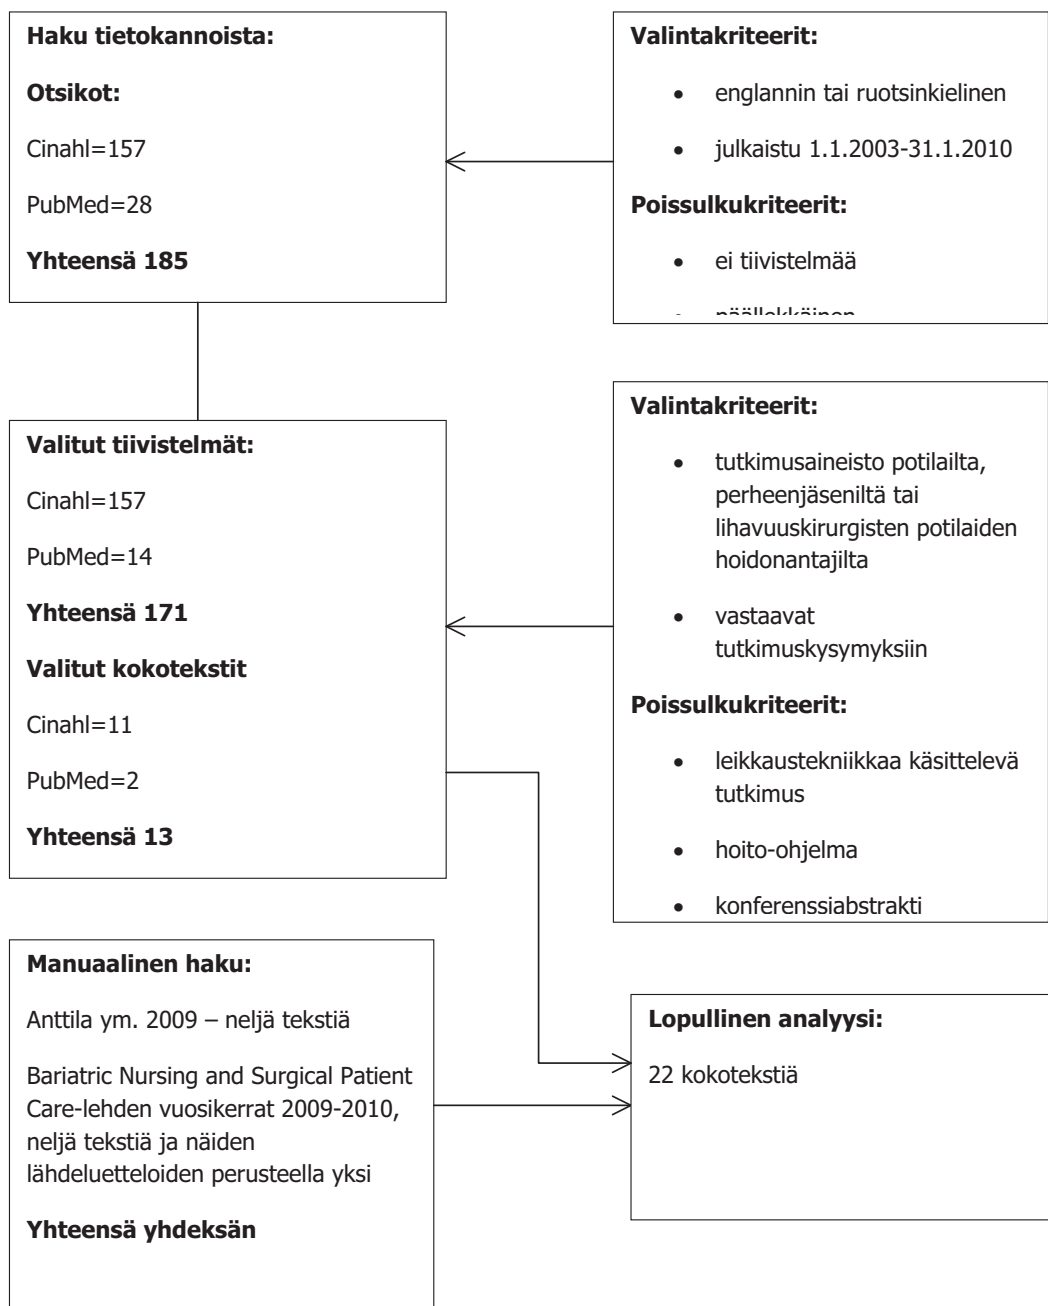 Haku tietokannoista:
Otsikot:
Cinahl=157
PubMed=28
Yhteensä 185
Valintakriteerit:
• englannin tai ruotsinkielinen
• julkaistu 1.1.2003-31.1.2010
Poissulkukriteerit:
• ei tiivistelmää
• päällekkäinen
Valitut tiivistelmät:
Cinahl=157
PubMed=14
Yhteensä 171
Valitut kokotekstit
Cinahl=11
PubMed=2
Yhteensä 13
Valintakriteerit:
• tutkimusaineisto potilailta,
perheenjäseniltä tai
lihavuuskirurgisten potilaiden
hoidonantajilta
• vastaavat
tutkimuskysymyksiin
Poissulkukriteerit:
• leikkaustekniikkaa käsittelevä
tutkimus
• hoito-ohjelma
• konferenssiabstrakti
Manuaalinen haku:
Anttila ym. 2009 – neljä tekstiä
Bariatric Nursing and Surgical Patient
Care-lehden vuosikerrat 2009-2010,
neljä tekstiä ja näiden
lähdeluetteloiden perusteella yksi
Yhteensä yhdeksän
Lopullinen analyysi:
22 kokotekstiä